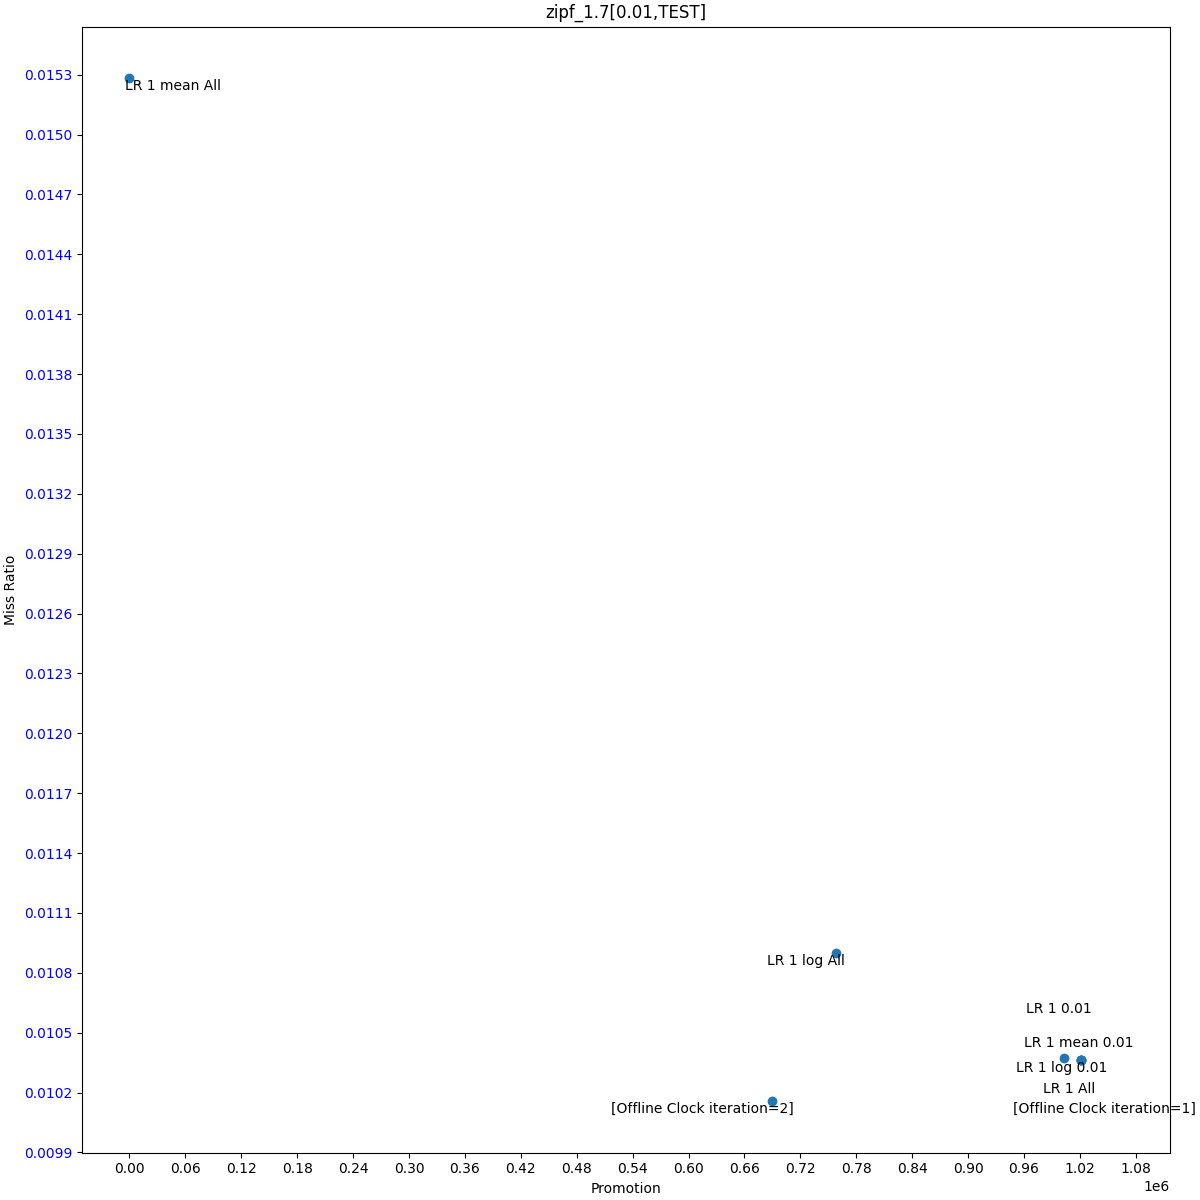 zipf_1.7[0.01,TEST]
0.0153
LR 1 mean All
0.0150
0.0147
0.0144
0.0141
0.0138
0.0135
0.0132
0.0129
Miss Ratio
0.0126
0.0123
0.0120
0.0117
0.0114
0.0111
0.0108
LR 1 log All
LR 1 0.01
0.0105
LR 1 mean 0.01
LR 1 log 0.01
LR 1 All
0.0102
[Offline Clock iteration=2]
[Offline Clock iteration=1]
0.0099
0.00 0.06 0.12 0.18 0.24 0.30 0.36 0.42 0.48 0.54 0.60 0.66 0.72 0.78 0.84 0.90 0.96 1.02 1.08
1e6
Promotion